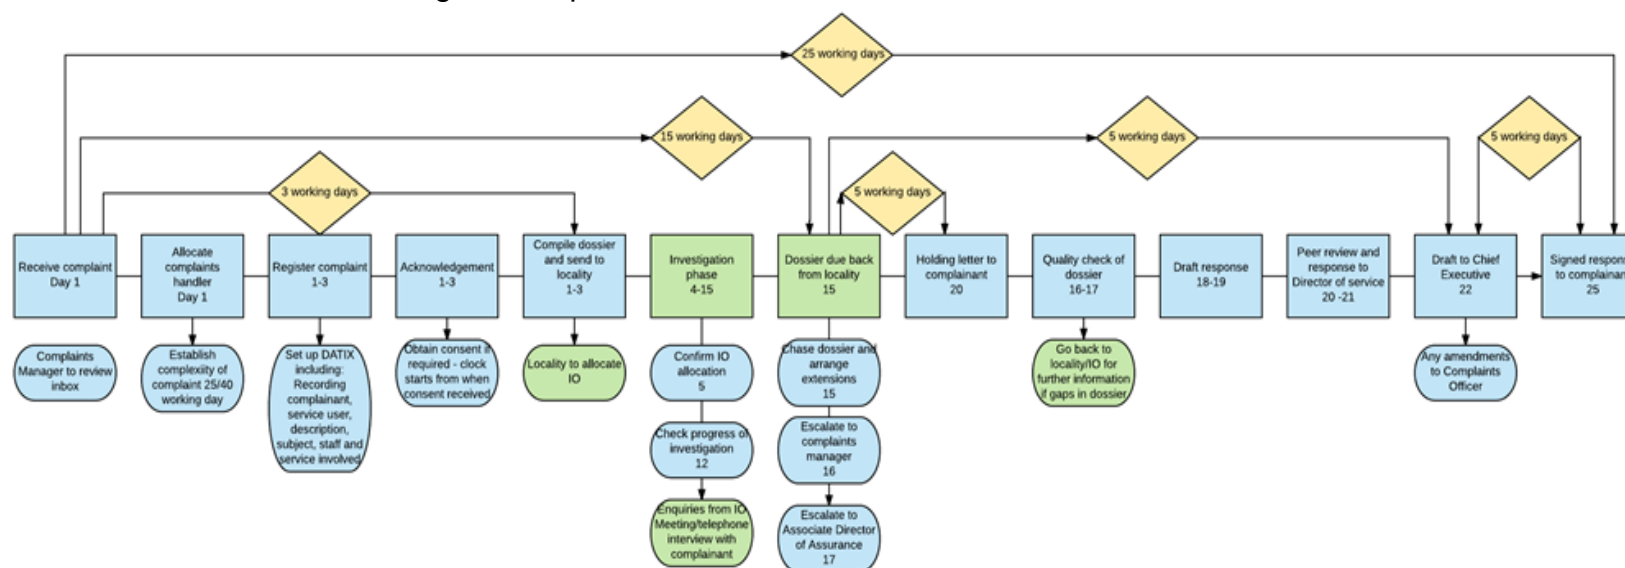 25 working days
15 working days
5 working days
5 working days
3 working days
5 working days
Receive complaint
Day 1
Allocate
complaints
handler
Day 1
Register complaint
1-3
Acknowledgement
1-3
Compile dossier
and send to
locality
1-3
Investigation
phase
4-15
Dossier due back
from locality
15
Holding letter to
complainant
20
Quality check of
dossier
16-17
Draft response
18-19
Peer review and
response to
Director of service
20 -21
Draft to Chief
Executive
22
Signed respon
to complainan
25
Complaints
Manager to review
inbox
Establish
complexiity of
complaint 25/40
working day
Set up DATIX
including:
Recording
complainant,
service user,
description,
subject, staff and
service involved
Obtain consent if
required - clock
starts from when
consent received
Locality to allocate
IO
Confirm IO
allocation
5
Check progress of
investigation
12
Enquiries from IO
Meeting/telephone
interview with
complainant
Chase dossier and
arrange
extensions
15
Escalate to
complaints
manager
16
Escalate to
Associate Director
of Assurance
17
Go back to
locality/IO for
further information
if gaps in dossier
Any amendments
to Complaints
Officer